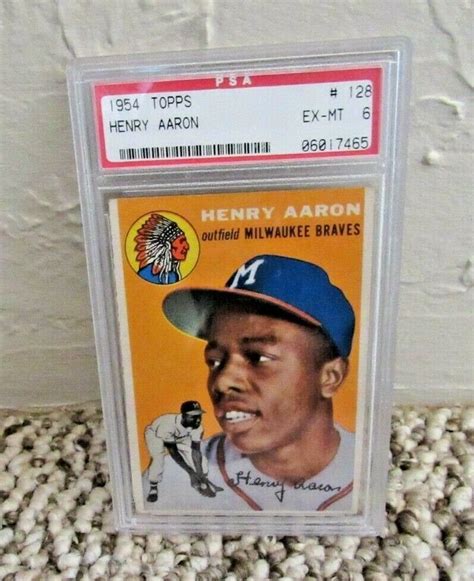 PSA
1954 TOPPS # 128
HENRY AARON EX-MT 6
06017465
HENRY AARON
outfield MILWAUKEE BRAVES
M
Henry Aaron